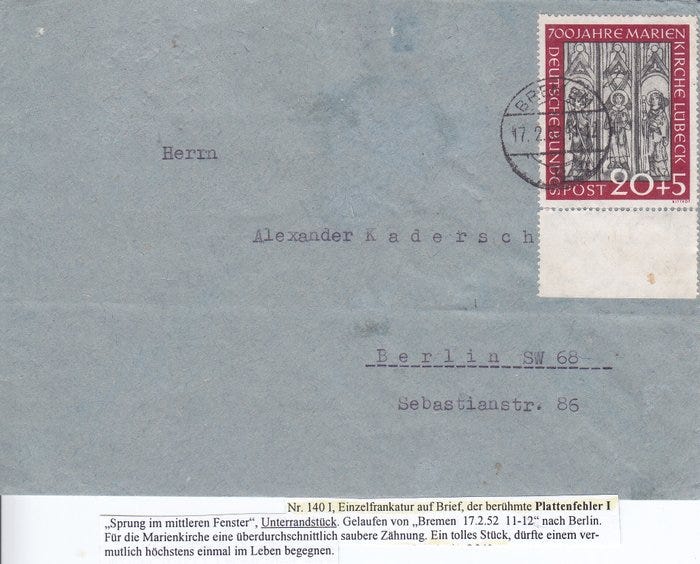 700 JAHRE MARIEN
KIRCHE LÜBECK
DEUTSCHE BUNDES
POST 20+5
BREMEN
17. 2.
Herrn
Alexander Kadersch
Berlin SW 68
Sebastianstr. 86
Nr. 140 I, Einzelfrankatur auf Brief, der berühmte Plattenfehler I
„Sprung im mittleren Fenster“, Unterrandstück. Gelaufen von „Bremen 17.2.52 11-12“ nach Berlin.
Für die Marienkirche eine überdurchschnittlich saubere Zähnung. Ein tolles Stück, dürfte einem ver-
mutlich höchstens einmal im Leben begegnen.